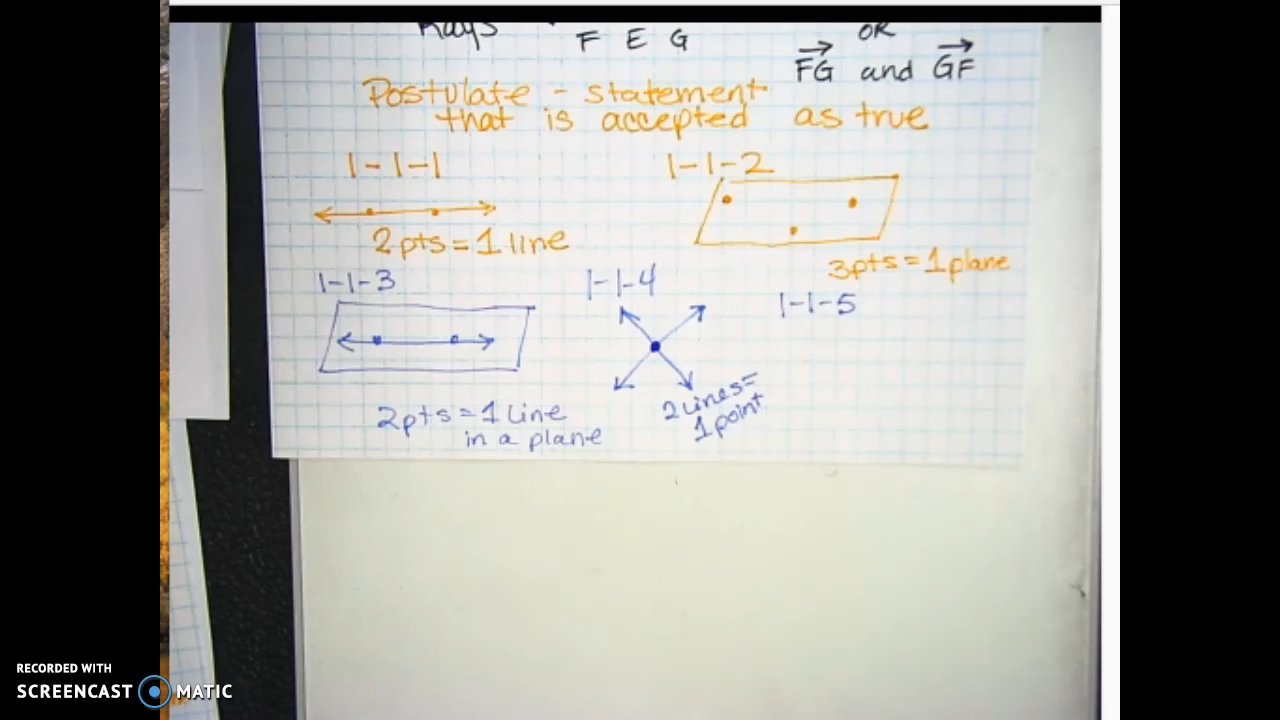 Rays
F E G
OR
FG and GF
Postulate - statement
that is accepted as true
1-1-1
2pts = 1 line
1-1-2
3pts = 1 plane
1-1-3
2pts = 1 Line
in a plane
1-1-4
2 Lines =
1 point
1-1-5
RECORDED WITH
SCREENCAST MATIC